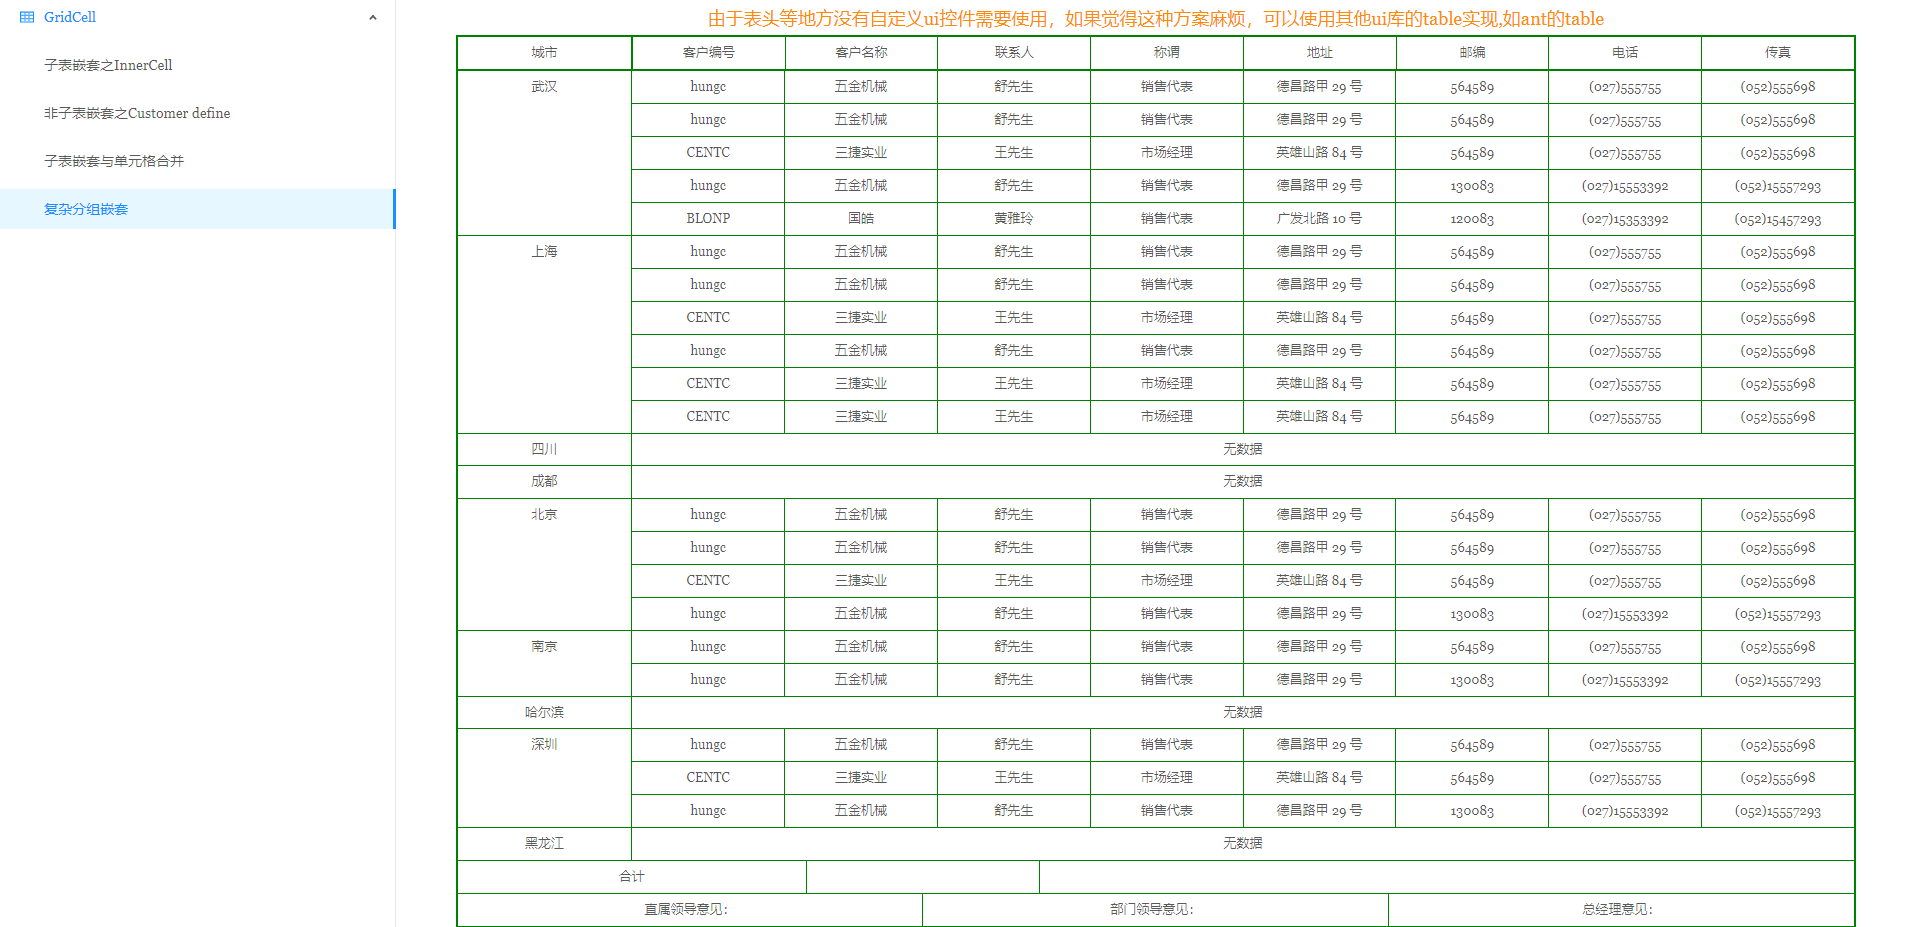 GridCell
子表嵌套之InnerCell
非子表嵌套之Customer define
子表嵌套与单元格合并
复杂分组嵌套
由于表头等地方没有自定义ui控件需要使用，如果觉得这种方案麻烦，可以使用其他ui库的table实现,如ant的table
城市 客户编号 客户名称 联系人 称谓 地址 邮编 电话 传真
武汉 hungc 五金机械 舒先生 销售代表 德昌路甲 29 号 564589 (027)555755 (052)555698
hungc 五金机械 舒先生 销售代表 德昌路甲 29 号 564589 (027)555755 (052)555698
CENTC 三捷实业 王先生 市场经理 英雄山路 84 号 564589 (027)555755 (052)555698
hungc 五金机械 舒先生 销售代表 德昌路甲 29 号 130083 (027)15553392 (052)15557293
BLONP 国皓 黄雅玲 销售代表 广发北路 10 号 120083 (027)15353392 (052)15457293
上海 hungc 五金机械 舒先生 销售代表 德昌路甲 29 号 564589 (027)555755 (052)555698
hungc 五金机械 舒先生 销售代表 德昌路甲 29 号 564589 (027)555755 (052)555698
CENTC 三捷实业 王先生 市场经理 英雄山路 84 号 564589 (027)555755 (052)555698
hungc 五金机械 舒先生 销售代表 德昌路甲 29 号 564589 (027)555755 (052)555698
CENTC 三捷实业 王先生 市场经理 英雄山路 84 号 564589 (027)555755 (052)555698
CENTC 三捷实业 王先生 市场经理 英雄山路 84 号 564589 (027)555755 (052)555698
四川 无数据
成都 无数据
北京 hungc 五金机械 舒先生 销售代表 德昌路甲 29 号 564589 (027)555755 (052)555698
hungc 五金机械 舒先生 销售代表 德昌路甲 29 号 564589 (027)555755 (052)555698
CENTC 三捷实业 王先生 市场经理 英雄山路 84 号 564589 (027)555755 (052)555698
hungc 五金机械 舒先生 销售代表 德昌路甲 29 号 130083 (027)15553392 (052)15557293
南京 hungc 五金机械 舒先生 销售代表 德昌路甲 29 号 564589 (027)555755 (052)555698
hungc 五金机械 舒先生 销售代表 德昌路甲 29 号 130083 (027)15553392 (052)15557293
哈尔滨 无数据
深圳 hungc 五金机械 舒先生 销售代表 德昌路甲 29 号 564589 (027)555755 (052)555698
CENTC 三捷实业 王先生 市场经理 英雄山路 84 号 564589 (027)555755 (052)555698
hungc 五金机械 舒先生 销售代表 德昌路甲 29 号 130083 (027)15553392 (052)15557293
黑龙江 无数据
合计
直属领导意见: 部门领导意见: 总经理意见: